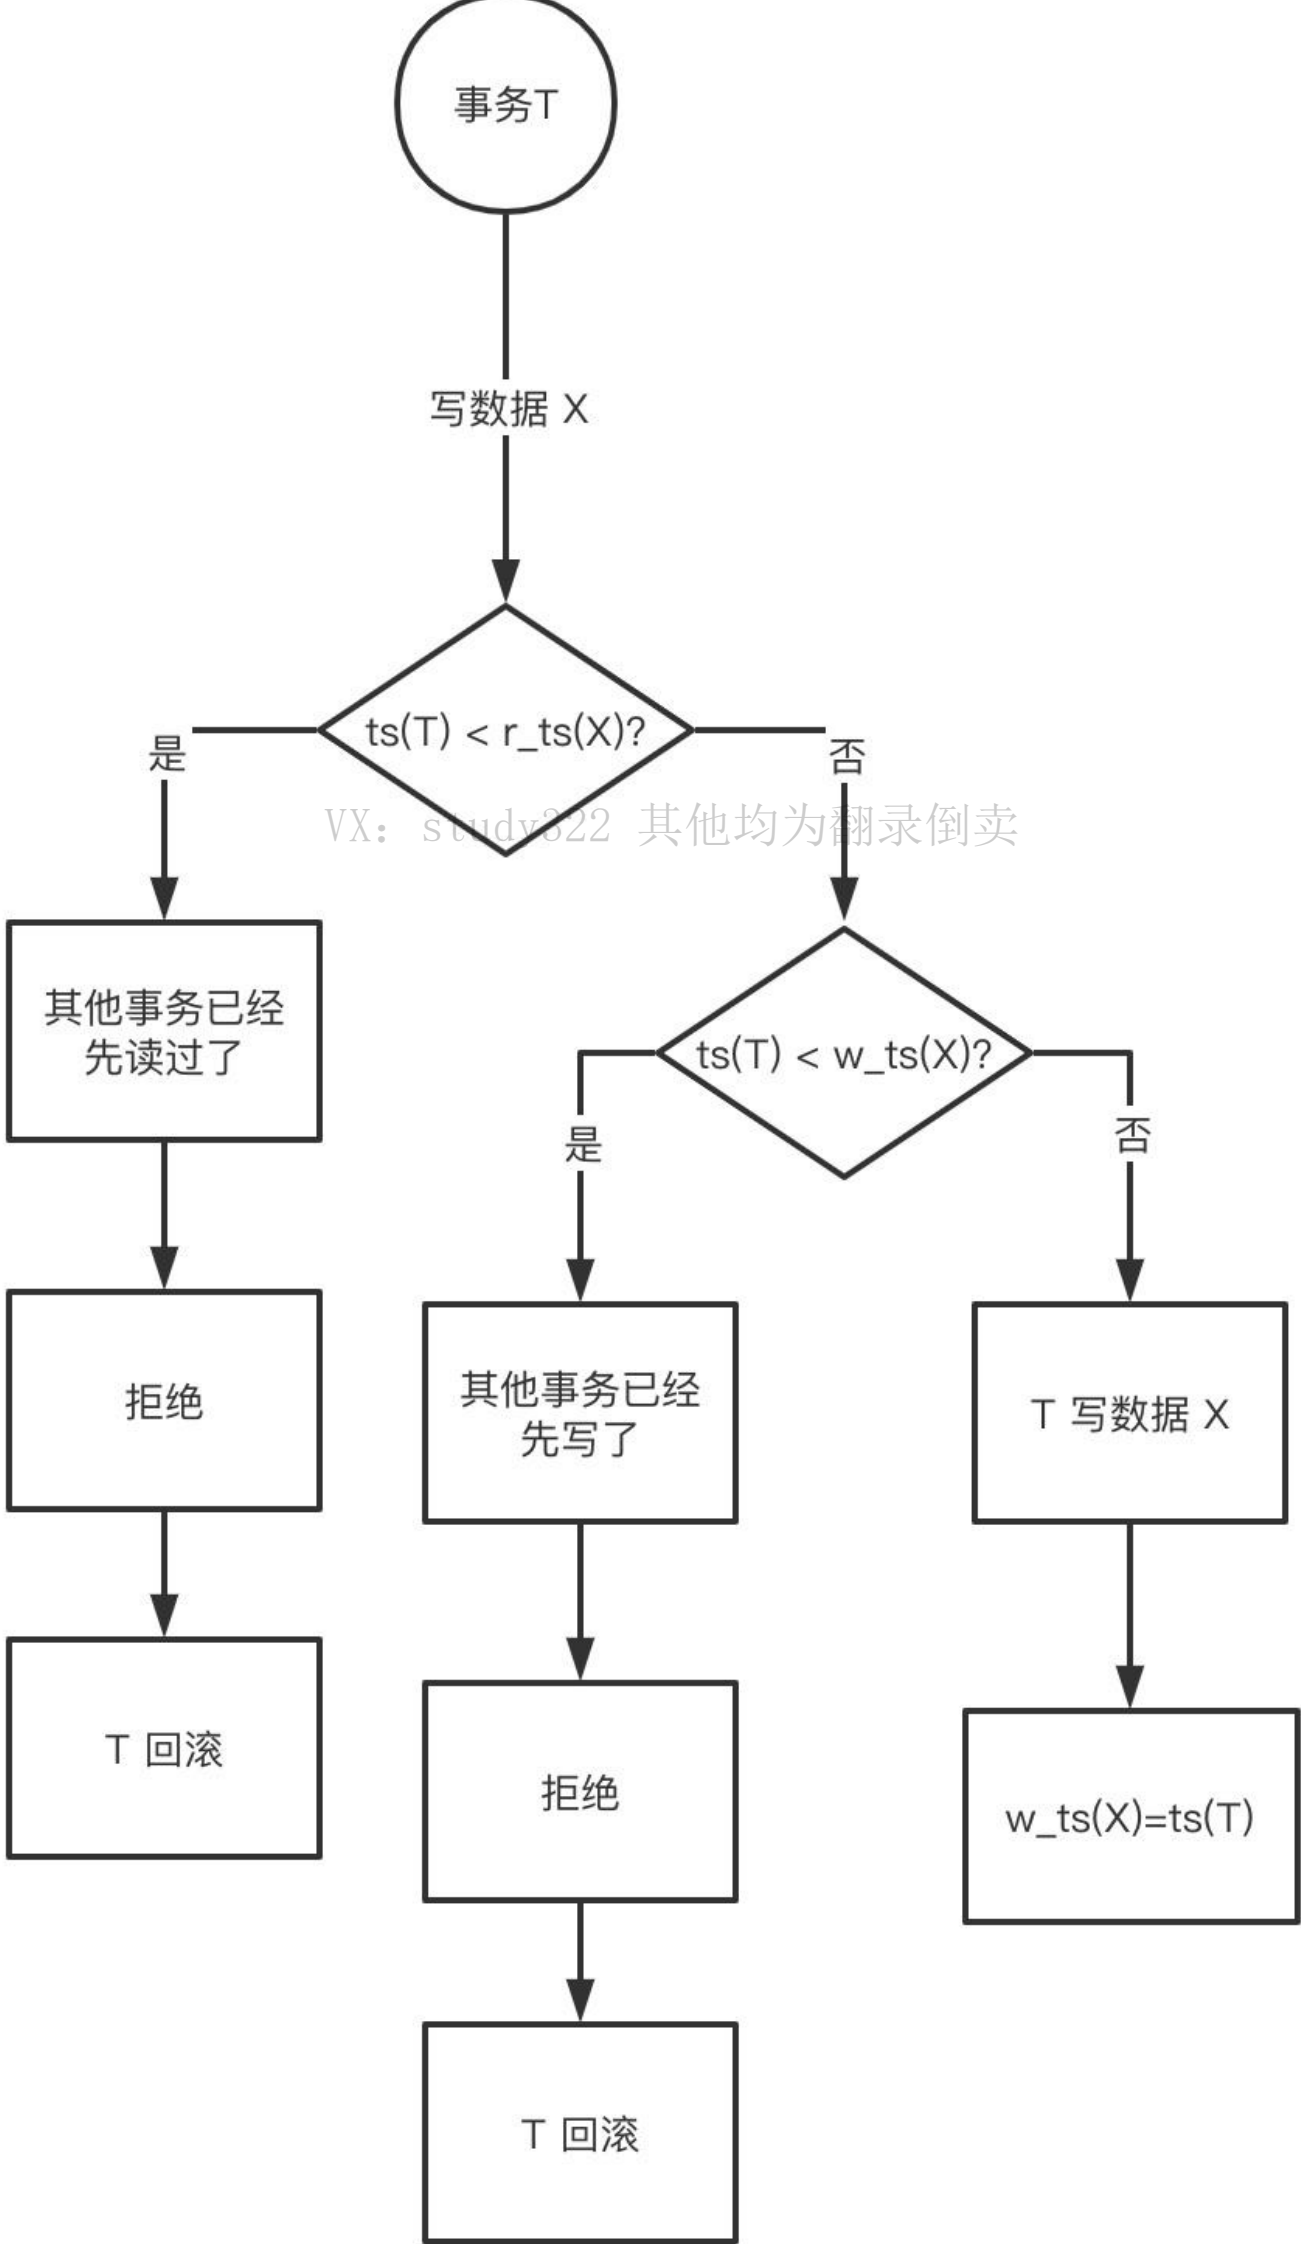 事务T
写数据 X
ts(T) < r_ts(X)?
是
否
VX: study322 其他均为翻录倒卖
其他事务已经
先读过了
ts(T) < w_ts(X)?
是
否
拒绝
其他事务已经
先写了
T 写数据 X
T 回滚
拒绝
w_ts(X)=ts(T)
T 回滚